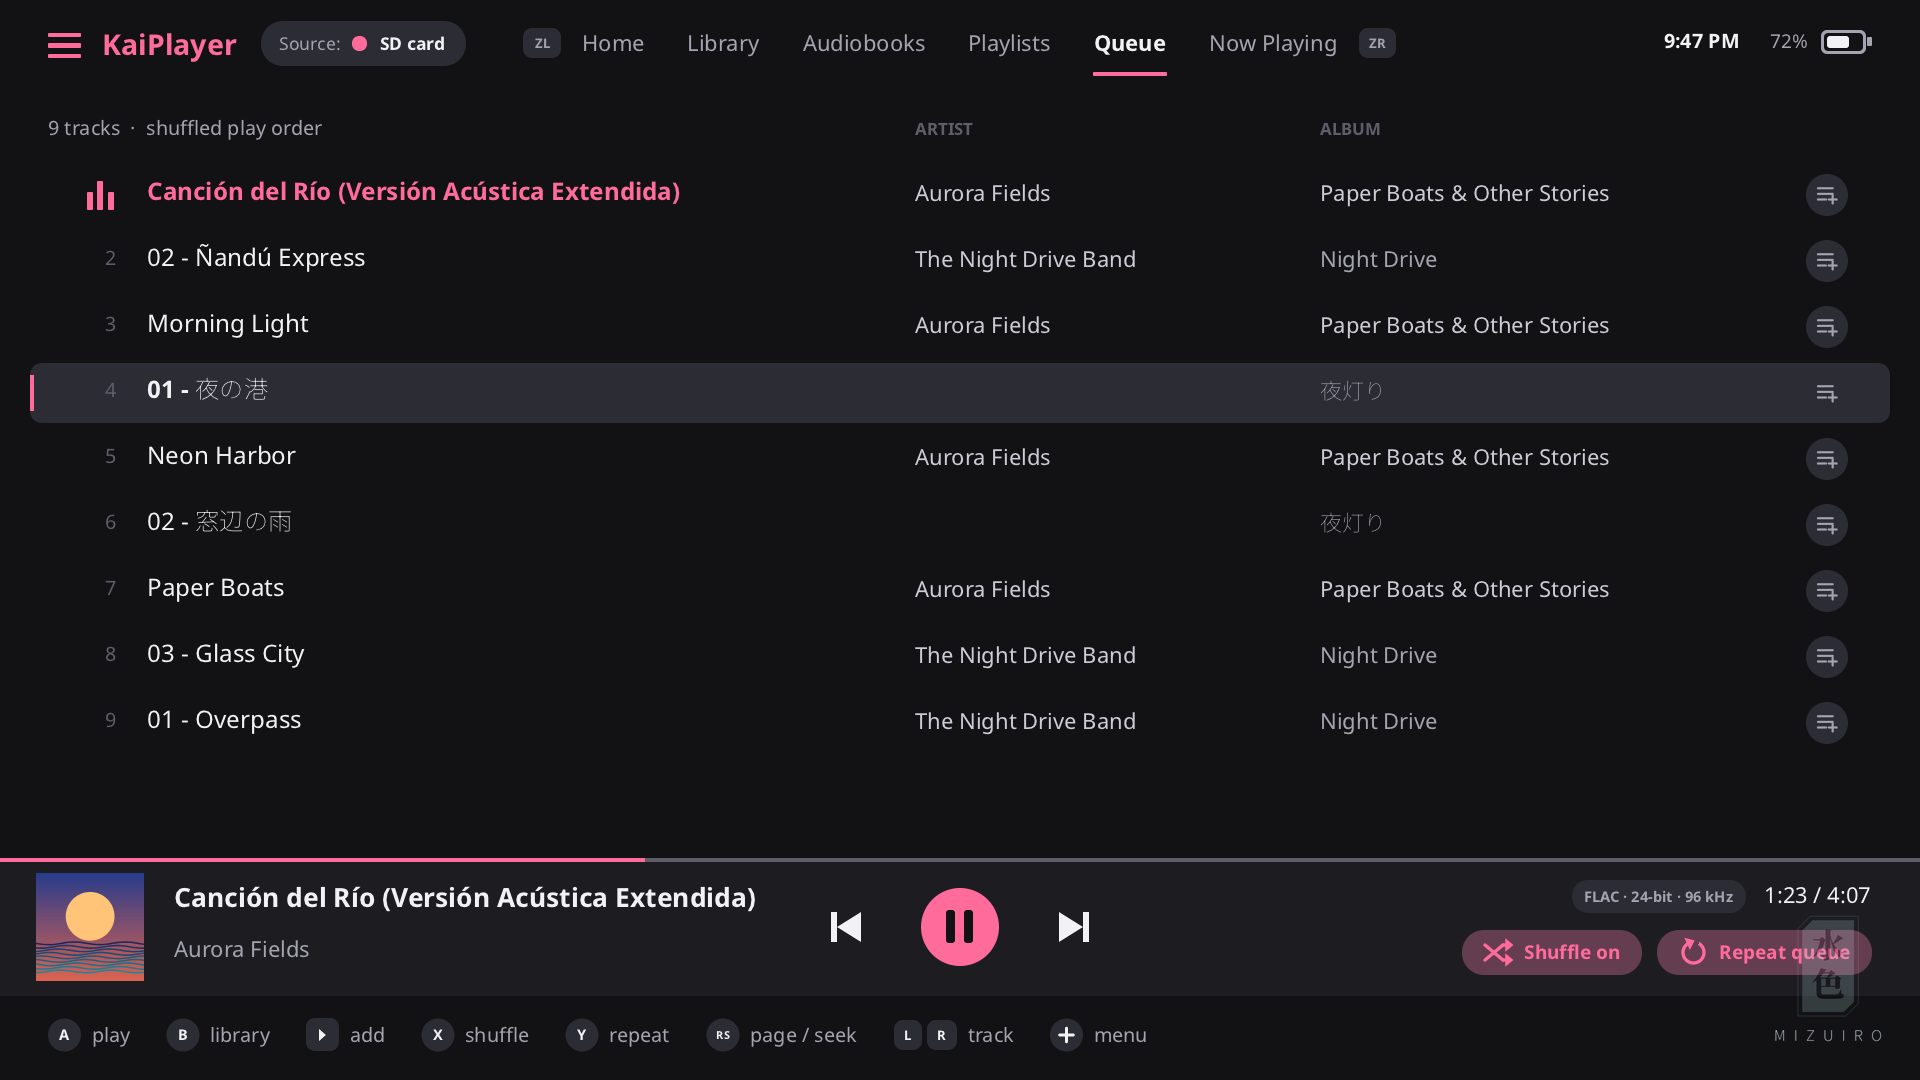 KaiPlayer Source: SD card ZL Home Library Audiobooks Playlists Queue Now Playing ZR 9:47 PM 72%
9 tracks · shuffled play order ARTIST ALBUM
Canción del Río (Versión Acústica Extendida) Aurora Fields Paper Boats & Other Stories
2 02 - Ñandú Express The Night Drive Band Night Drive
3 Morning Light Aurora Fields Paper Boats & Other Stories
4 01 - 夜の港 夜灯り
5 Neon Harbor Aurora Fields Paper Boats & Other Stories
6 02 - 窓辺の雨 夜灯り
7 Paper Boats Aurora Fields Paper Boats & Other Stories
8 03 - Glass City The Night Drive Band Night Drive
9 01 - Overpass The Night Drive Band Night Drive
Canción del Río (Versión Acústica Extendida)
Aurora Fields
FLAC · 24-bit · 96 kHz 1:23 / 4:07
Shuffle on Repeat queue
水色
MIZUIRO
A play B library add X shuffle Y repeat RS page / seek L R track menu